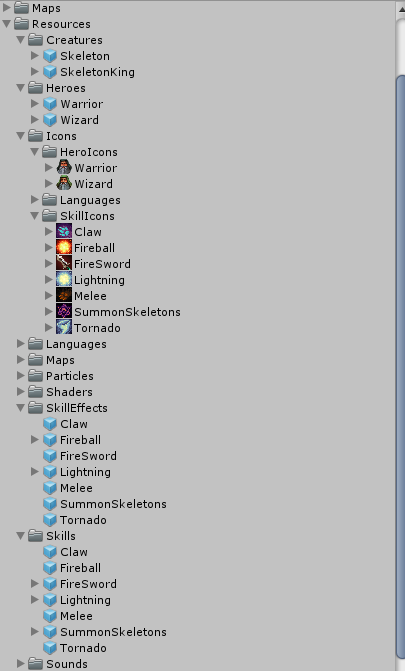 Maps
Resources
Creatures
Skeleton
SkeletonKing
Heroes
Warrior
Wizard
Icons
HeroIcons
Warrior
Wizard
Languages
SkillIcons
Claw
Fireball
FireSword
Lightning
Melee
SummonSkeletons
Tornado
Languages
Maps
Particles
Shaders
SkillEffects
Claw
Fireball
FireSword
Lightning
Melee
SummonSkeletons
Tornado
Skills
Claw
Fireball
FireSword
Lightning
Melee
SummonSkeletons
Tornado
Sounds